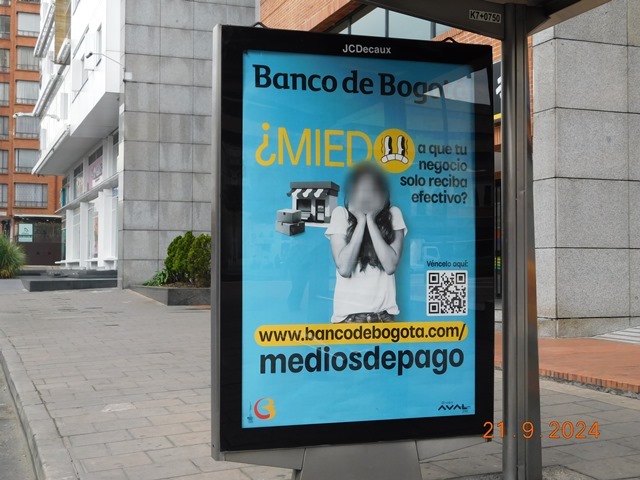 K7+0750
JCDecaux
Banco de Bogotá
¿MIEDO
a que tu
negocio
solo reciba
efectivo?
Véncelo aquí:
www.bancodebogota.com/
mediosdepago
AVAL
21.9.2024